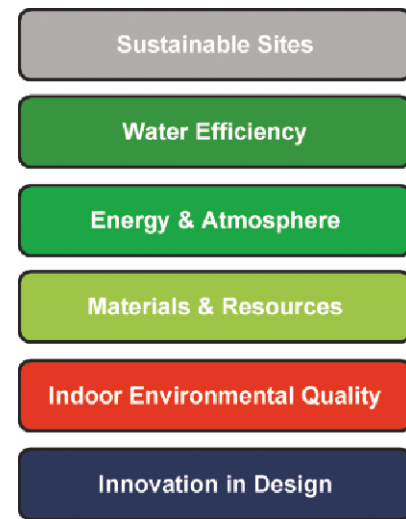 Sustainable Sites
Water Efficiency
Energy & Atmosphere
Materials & Resources
Indoor Environmental Quality
Innovation in Design